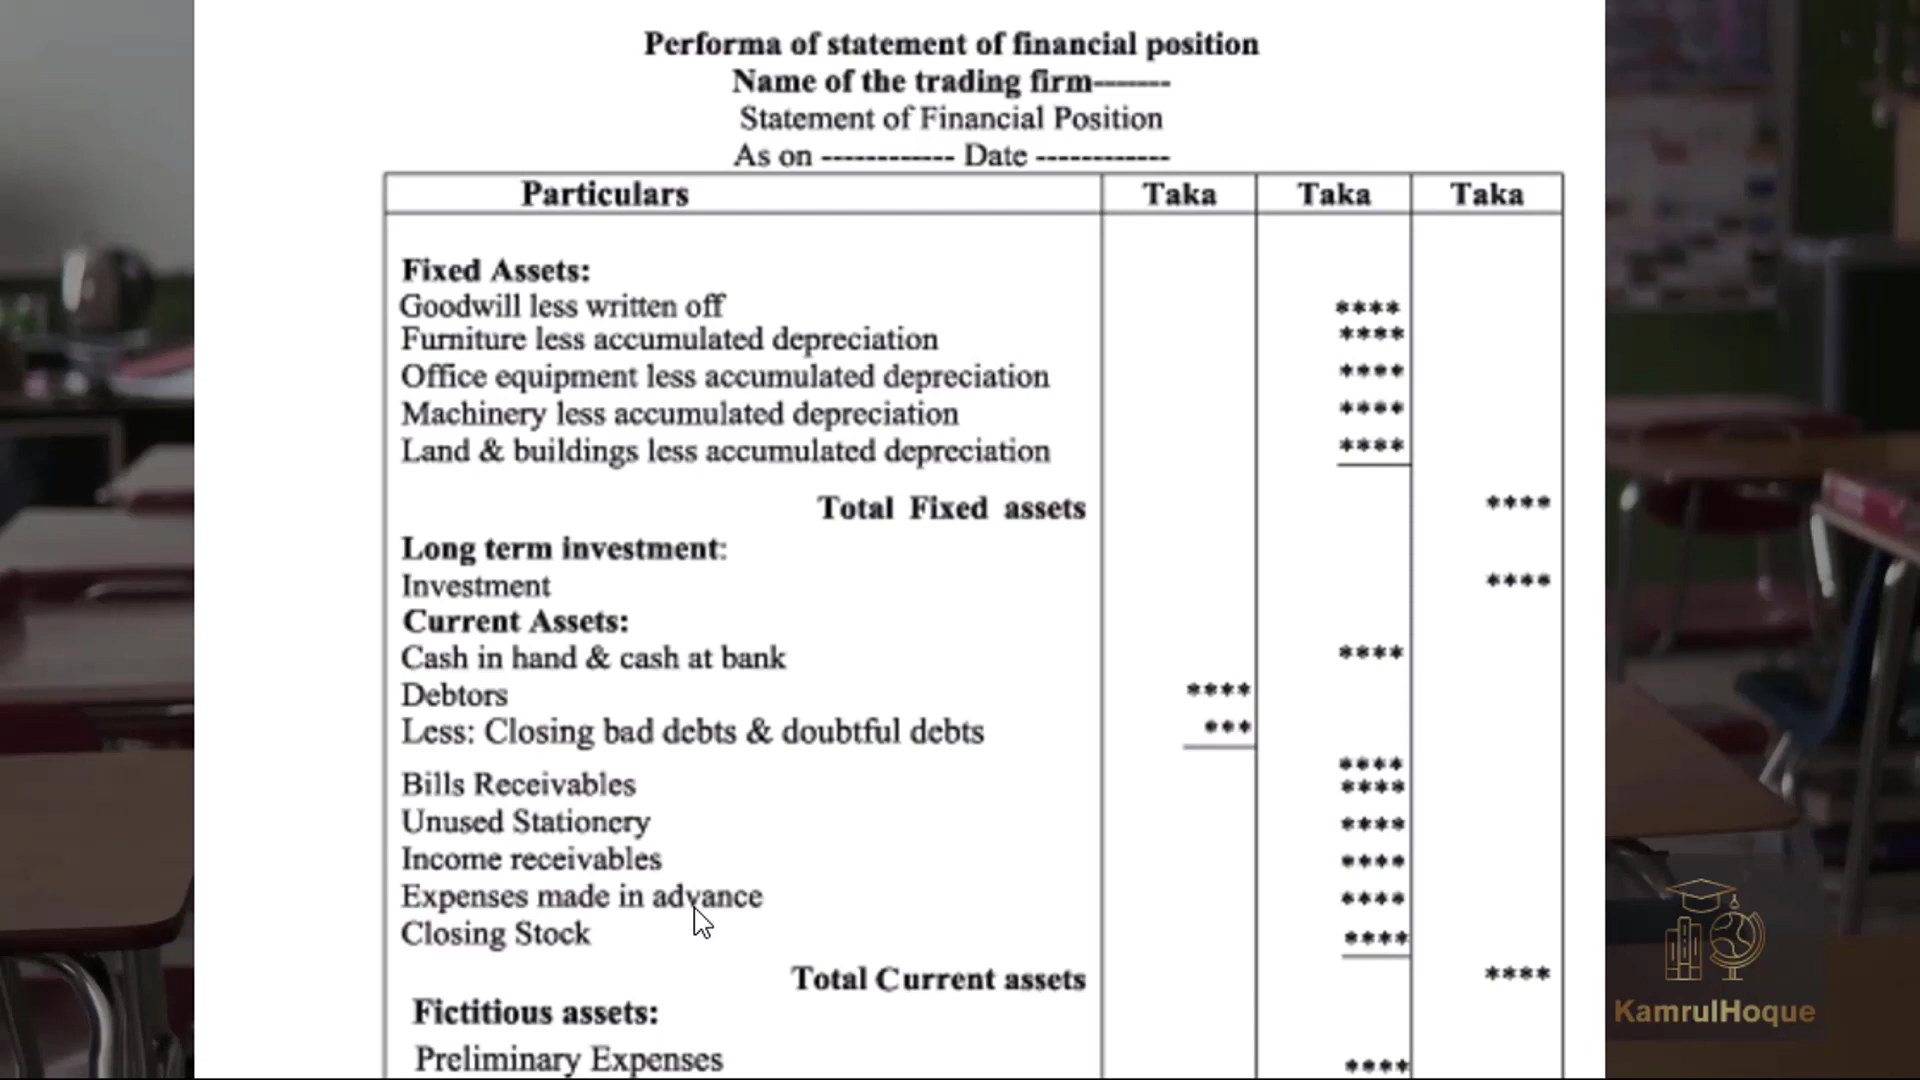 Performa of statement of financial position
Name of the trading firm-------
Statement of Financial Position
As on ------------ Date ------------
Particulars Taka Taka Taka
Fixed Assets:
Goodwill less written off ****
Furniture less accumulated depreciation ****
Office equipment less accumulated depreciation ****
Machinery less accumulated depreciation ****
Land & buildings less accumulated depreciation ****
Total Fixed assets ****
Long term investment:
Investment ****
Current Assets:
Cash in hand & cash at bank ****
Debtors ****
Less: Closing bad debts & doubtful debts ***
****
Bills Receivables ****
Unused Stationery ****
Income receivables ****
Expenses made in advance ****
Closing Stock ****
Total Current assets ****
Fictitious assets:
Preliminary Expenses ****
KamrulHoque